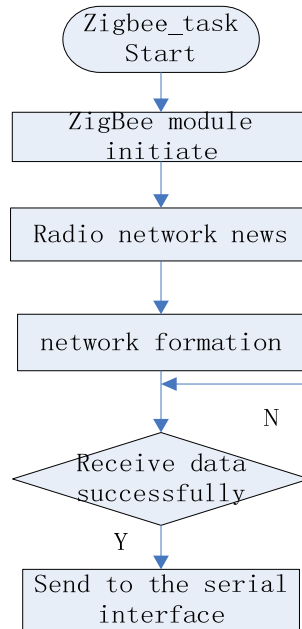 Zigbee_task
Start
ZigBee module
initiate
Radio network news
network formation
N
Receive data
successfully
Y
Send to the serial
interface